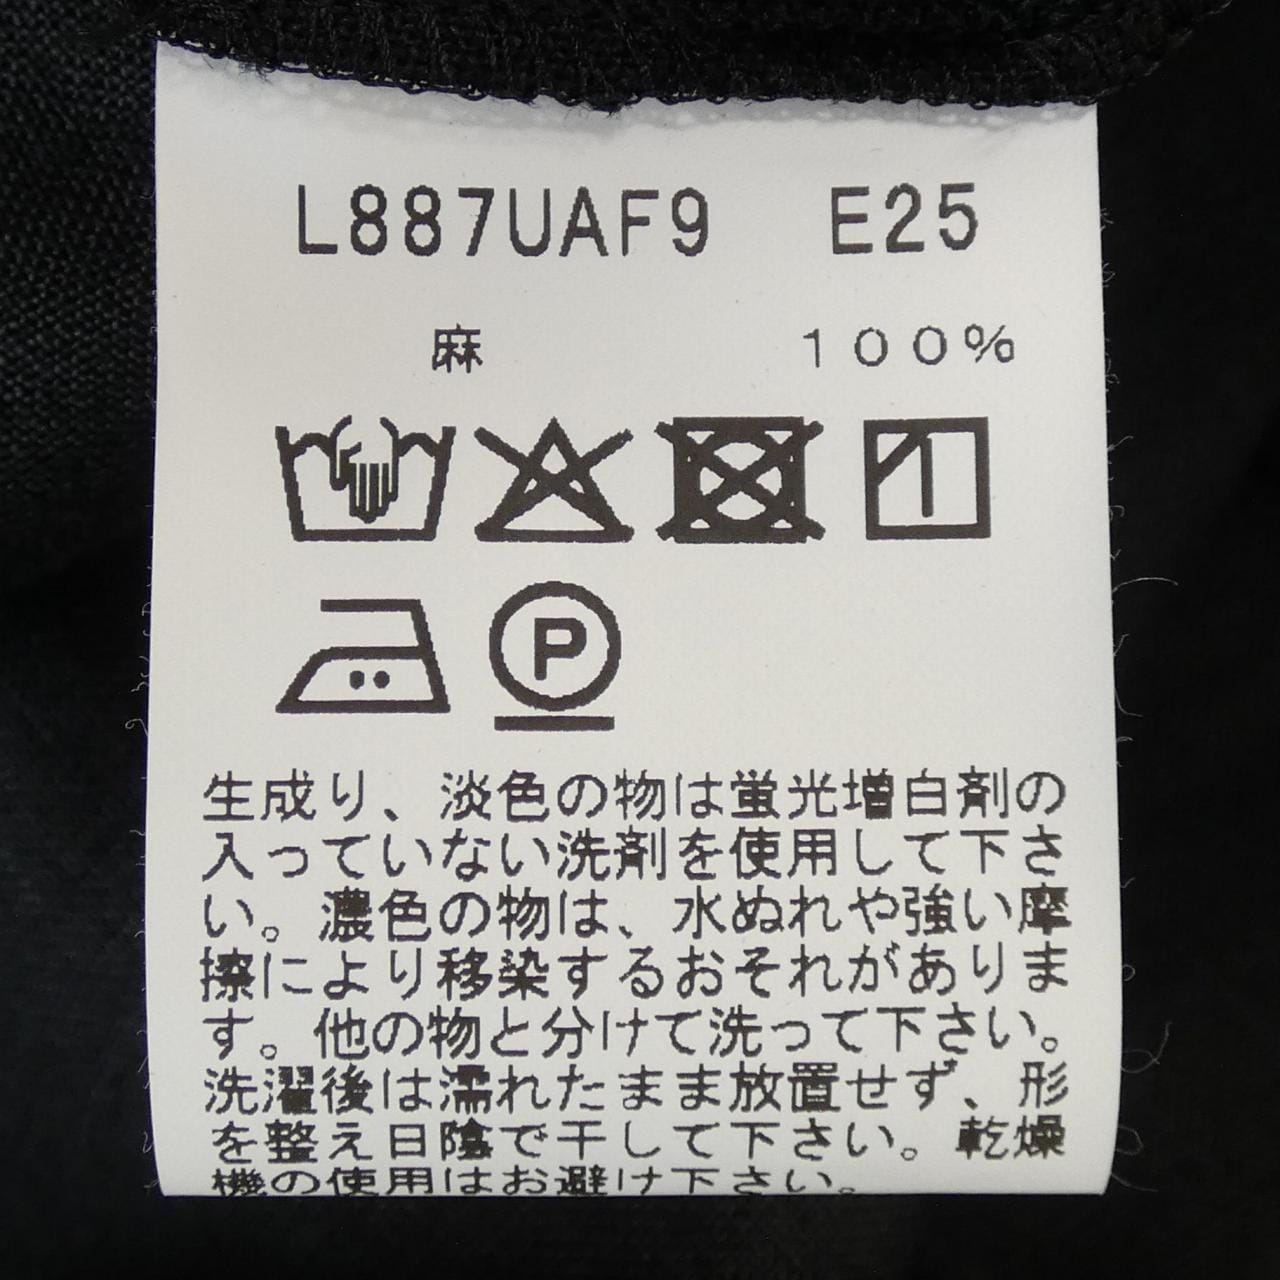 L887UAF9 E25
麻 100%
P
生成り、淡色の物は蛍光増白剤の
入っていない洗剤を使用して下さ
い。濃色の物は、水ぬれや強い摩
擦により移染するおそれがありま
す。他の物と分けて洗って下さい。
洗濯後は濡れたまま放置せず、形
を整え日陰で干して下さい。乾燥
機の使用はお避け下さい。